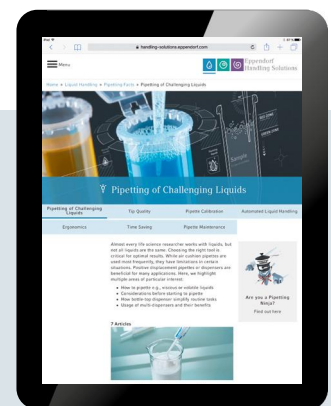 iPad
handling-solutions.eppendorf.com
Menu
Eppendorf
Handling Solutions
Home » Liquid Handling » Pipetting Facts » Pipetting of Challenging Liquids
Sample
Pipetting of Challenging Liquids
Pipetting of Challenging Liquids
Tip Quality
Pipette Calibration
Automated Liquid Handling
Ergonomics
Time Saving
Pipette Maintenance
Almost every life science researcher works with liquids, but
not all liquids are the same. Choosing the right tool is
critical for optimal results. While air cushion pipettes are
used most frequently, they have limitations in certain
situations. Positive displacement pipettes or dispensers are
beneficial for many applications. Here, we highlight
multiple areas of particular interest.
• How to pipette e.g., viscous or volatile liquids
• Considerations before starting to pipette
• How bottle-top dispenser simplify routine tasks
• Usage of multi-dispensers and their benefits
Are you a Pipetting
Ninja?
Find out here
7 Articles